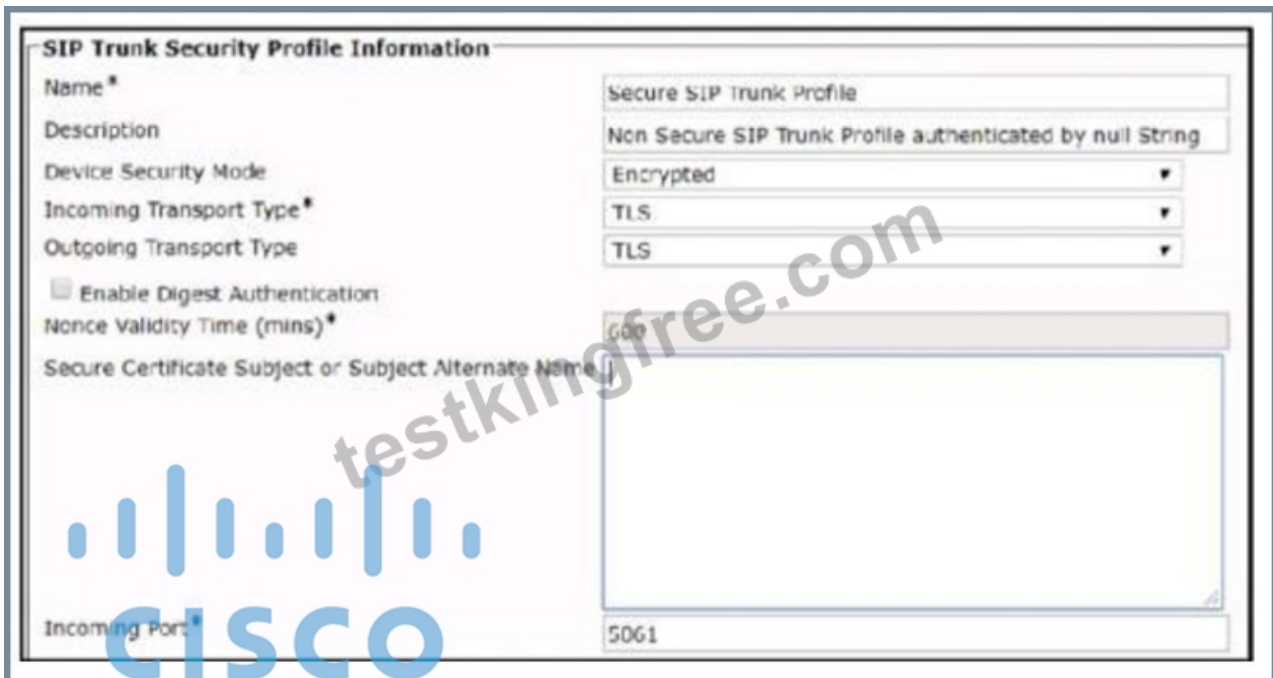 SIP Trunk Security Profile Information
Name* Secure SIP Trunk Profile
Description Non Secure SIP Trunk Profile authenticated by null String
Device Security Mode Encrypted
Incoming Transport Type* TLS
Outgoing Transport Type TLS
Enable Digest Authentication
Nonce Validity Time (mins)* 600
Secure Certificate Subject or Subject Alternate Name
testkingfree.com
Incoming Port* 5061
CISCO